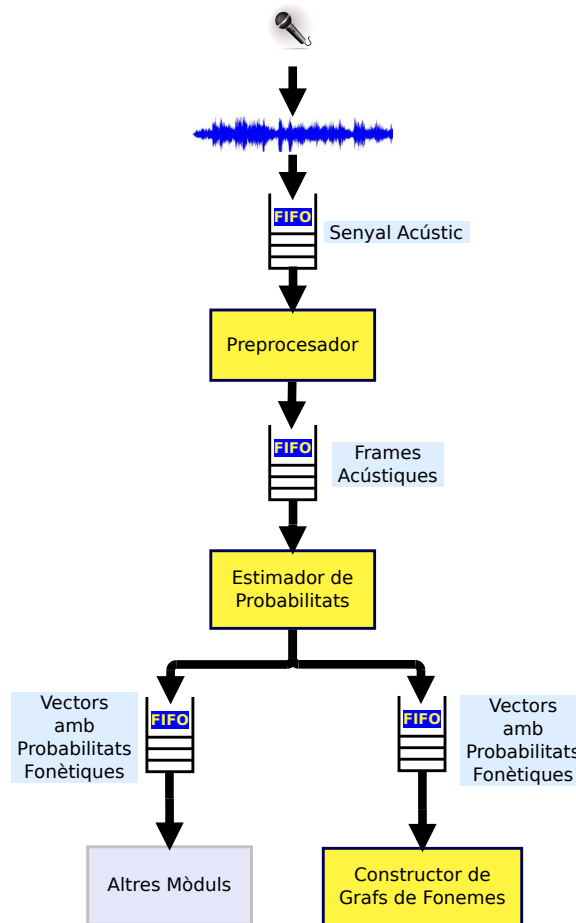 FIFO
Senyal Acústic
Preprocesador
FIFO
Frames
Acústiques
Estimador de
Probabilitats
Vectors
amb
Probabilitats
Fonètiques
FIFO
FIFO
Vectors
amb
Probabilitats
Fonètiques
Altres Mòduls
Constructor de
Grafs de Fonemes